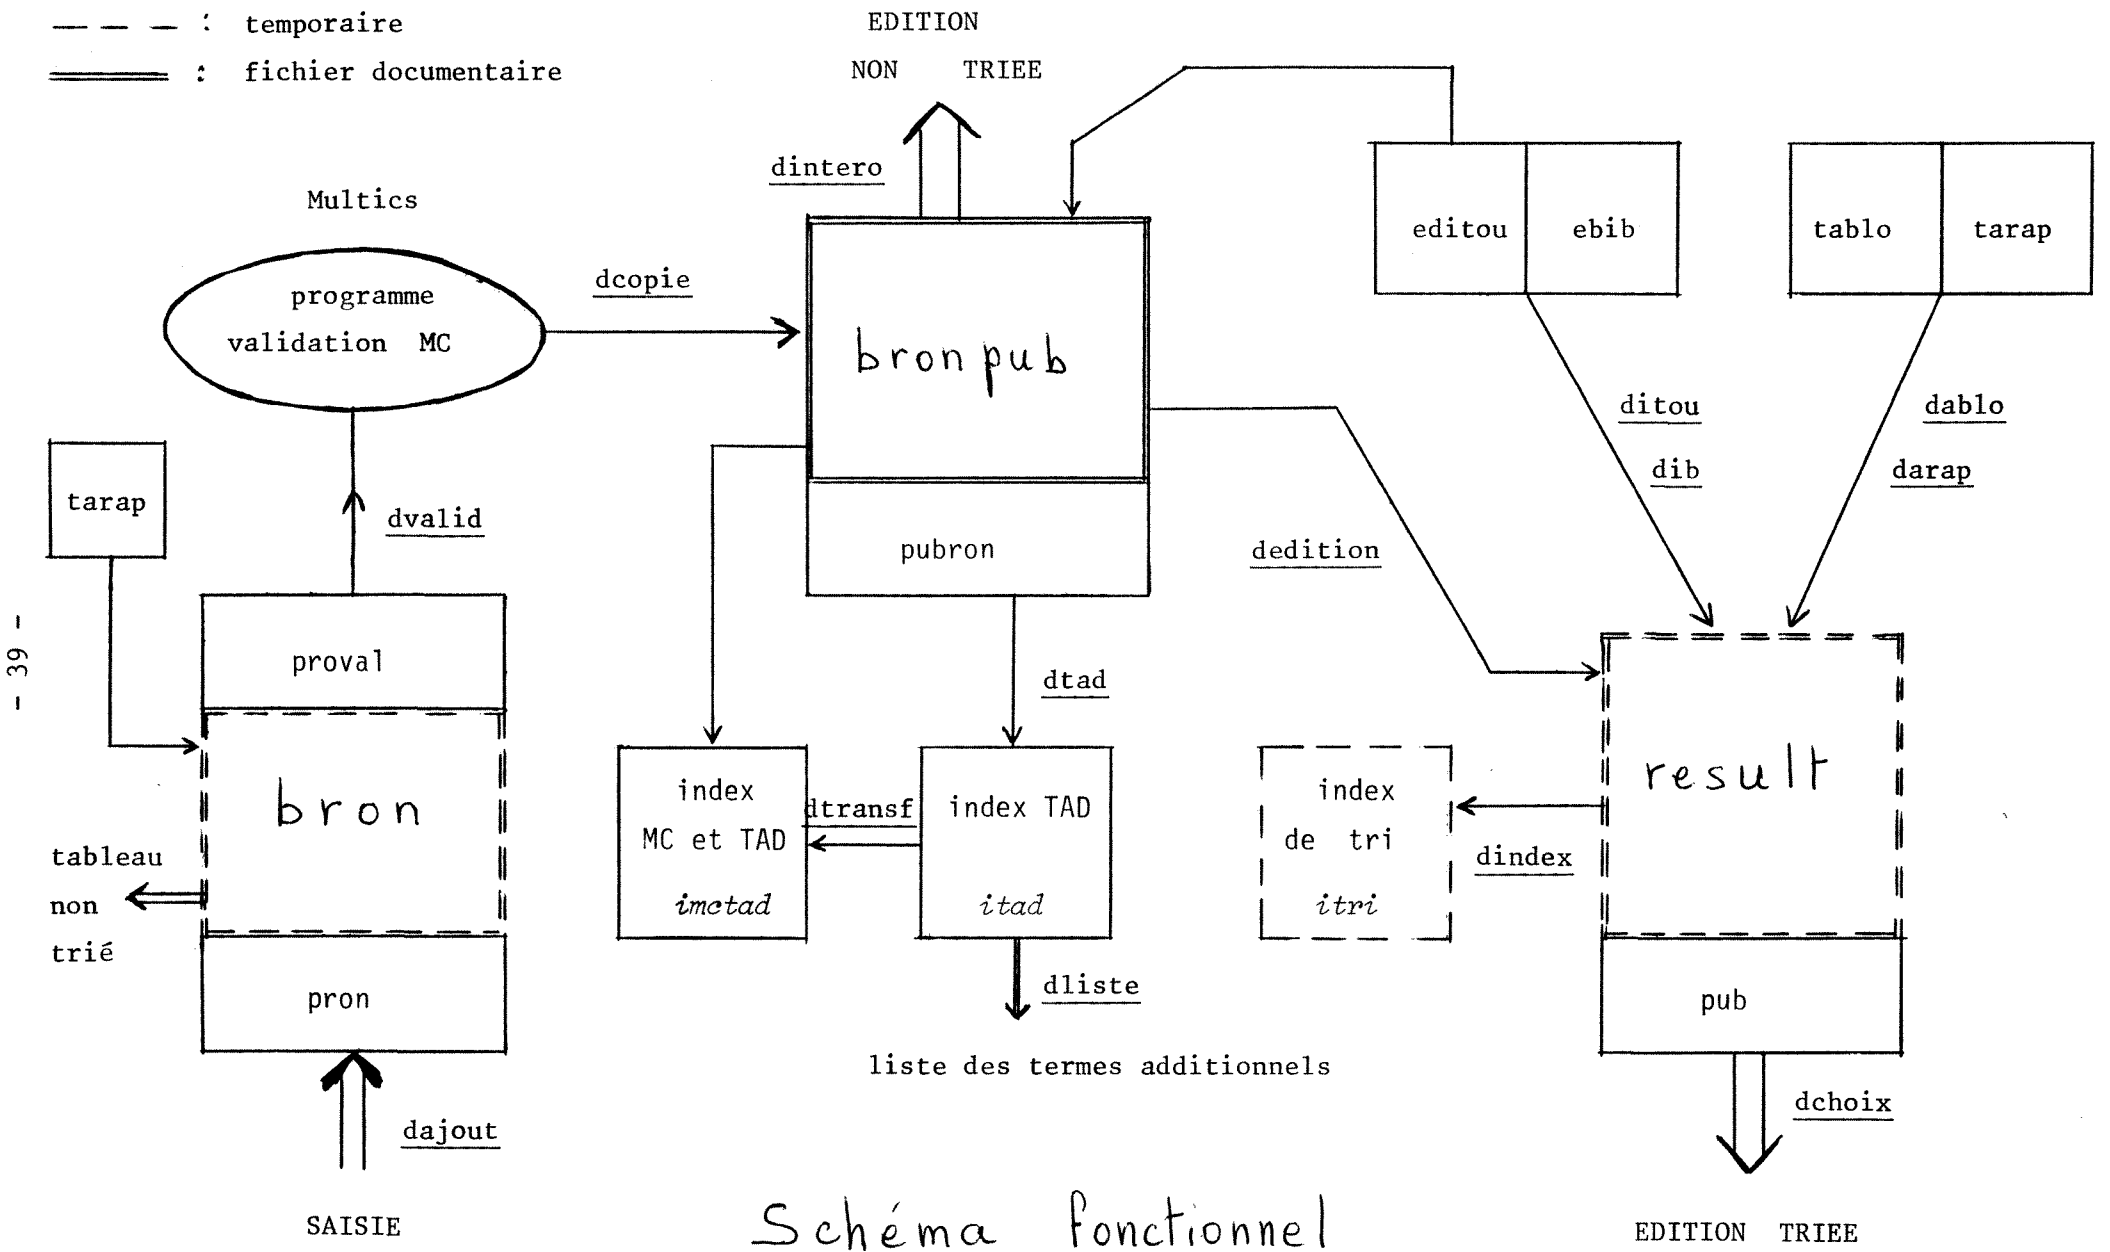 temporaire
fichier documentaire
EDITION
NON TRIEE
dintero
Multics
programme
validation MC
dcopie
bronpub
editou
ebib
tablo
tarap
ditou
dib
dablo
darap
tarap
dvalid
pubron
dedition
- 39 -
proval
bron
tableau
non
trié
pron
dajout
SAISIE
dtad
index
MC et TAD
imctad
dtransf
index TAD
itad
dliste
liste des termes additionnels
index
de tri
itri
dindex
result
pub
dchoix
EDITION TRIEE
Schéma fonctionnel